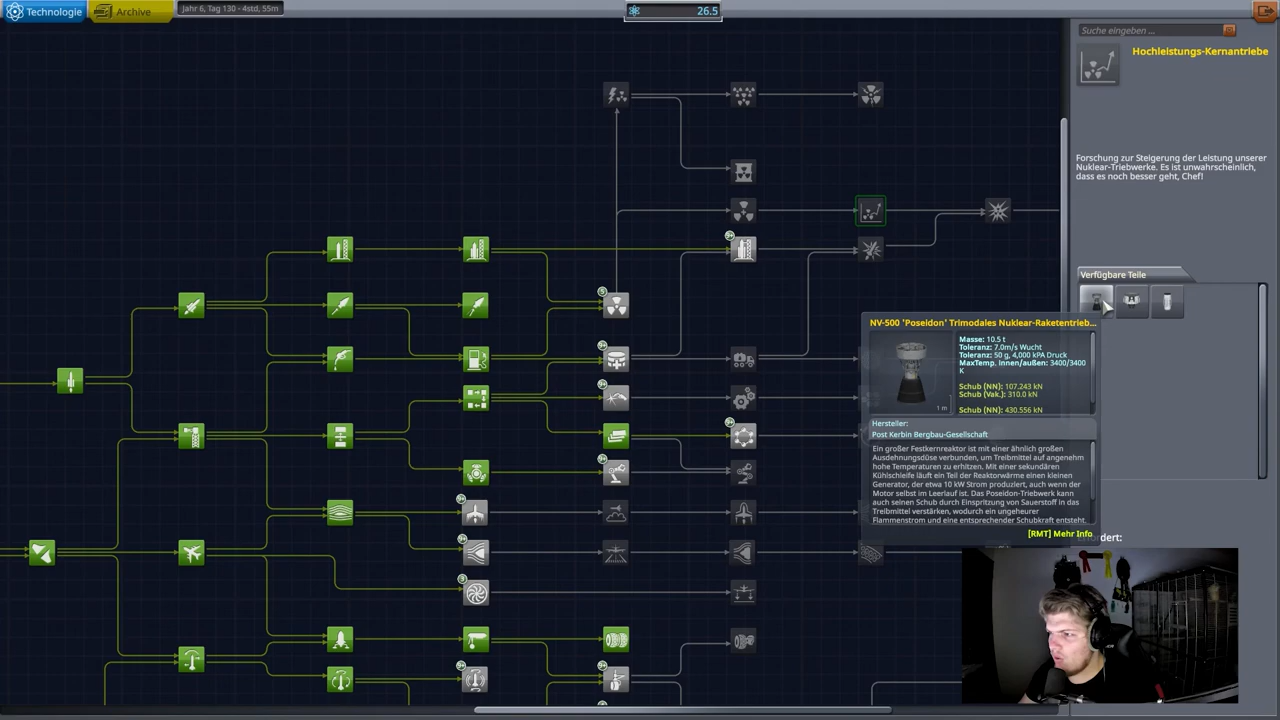 Technologie
Archive
Jahr 6, Tag 130 - 4std, 55m
26.5
Suche eingeben ...
Hochleistungs-Kernantriebe
Forschung zur Steigerung der Leistung unserer
Nuklear-Triebwerke. Es ist unwahrscheinlich,
dass es noch besser geht, Chef!
Verfügbare Teile
NV-500 'Poseidon' Trimodales Nuklear-Raketentrieb...
Masse: 10.5 t
Toleranz: 7.0m/s Wucht
Toleranz: 50 g, 4,000 kPA Druck
MaxTemp. Innen/außen: 3400/3400
K
Schub (NN): 107.243 kN
Schub (Vak.): 310.0 kN
Schub (NN): 430.556 kN
1 m
Hersteller:
Post Kerbin Bergbau-Gesellschaft
Ein großer Festkernreaktor ist mit einer ähnlich großen
Ausdehnungsdüse verbunden, um Treibmittel auf angenehm
hohe Temperaturen zu erhitzen. Mit einer sekundären
Kühlschleife läuft ein Teil der Reaktorwärme einen kleinen
Generator, der etwa 10 kW Strom produziert, auch wenn der
Motor selbst im Leerlauf ist. Das Poseidon-Triebwerk kann
auch seinen Schub durch Einspritzung von Sauerstoff in das
Treibmittel verstärken, wodurch ein ungeheurer
Flammenstrom und eine entsprechender Schubkraft entsteht.
[RMT] Mehr Info